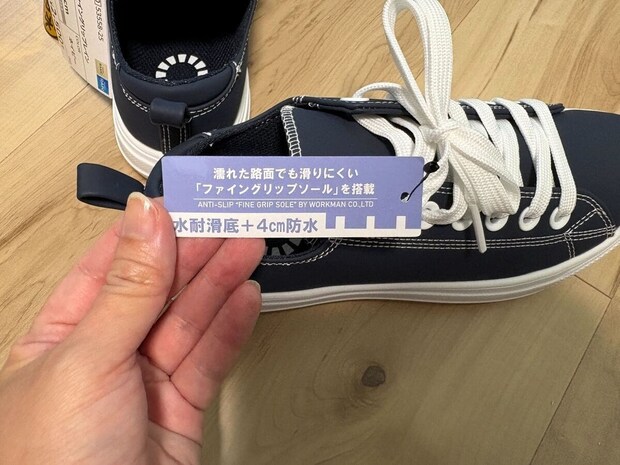 濡れた路面でも滑りにくい
「ファイングリップソール」を搭載
ANTI-SLIP "FINE GRIP SOLE" BY WORKMAN CO.,LTD
水耐滑底＋4cm防水